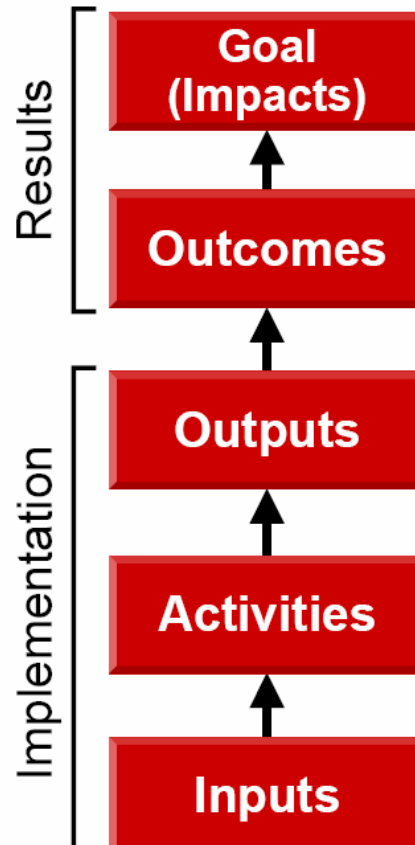 Results
Goal
(Impacts)
Outcomes
Implementation
Outputs
Activities
Inputs